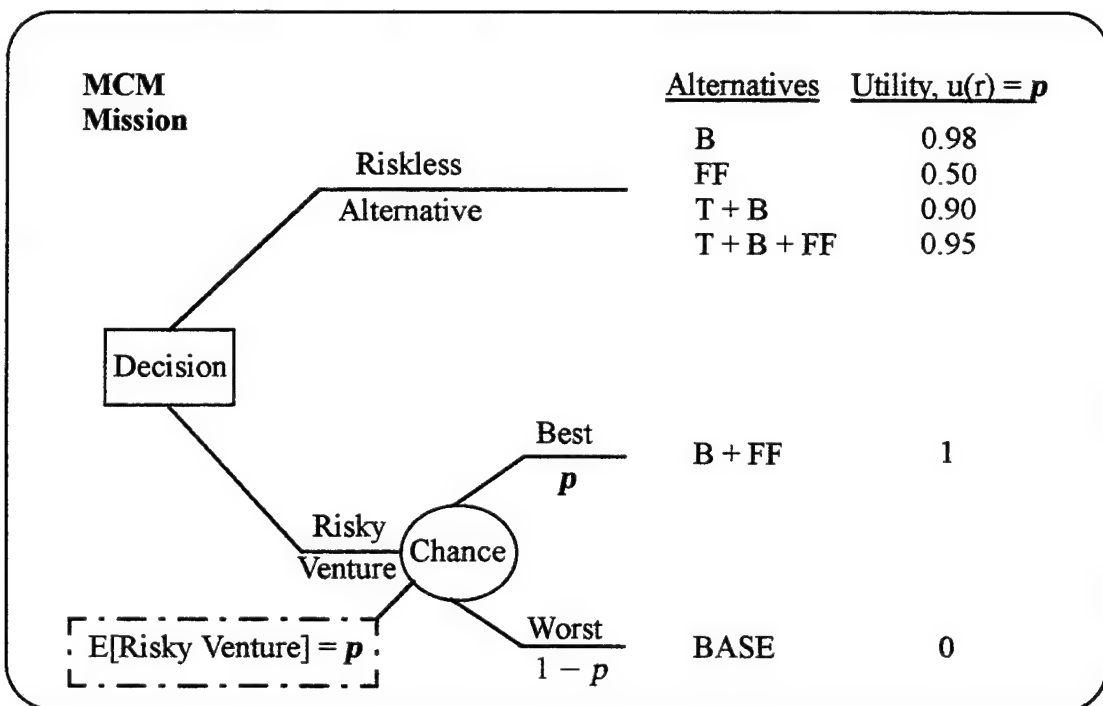 MCM
Mission
Alternatives Utility, u(r) = p
B 0.98
FF 0.50
T + B 0.90
T + B + FF 0.95
Riskless
Alternative
Decision
Best
p
B + FF 1
Risky
Venture
Chance
E[Risky Venture] = p
Worst
1 − p
BASE 0